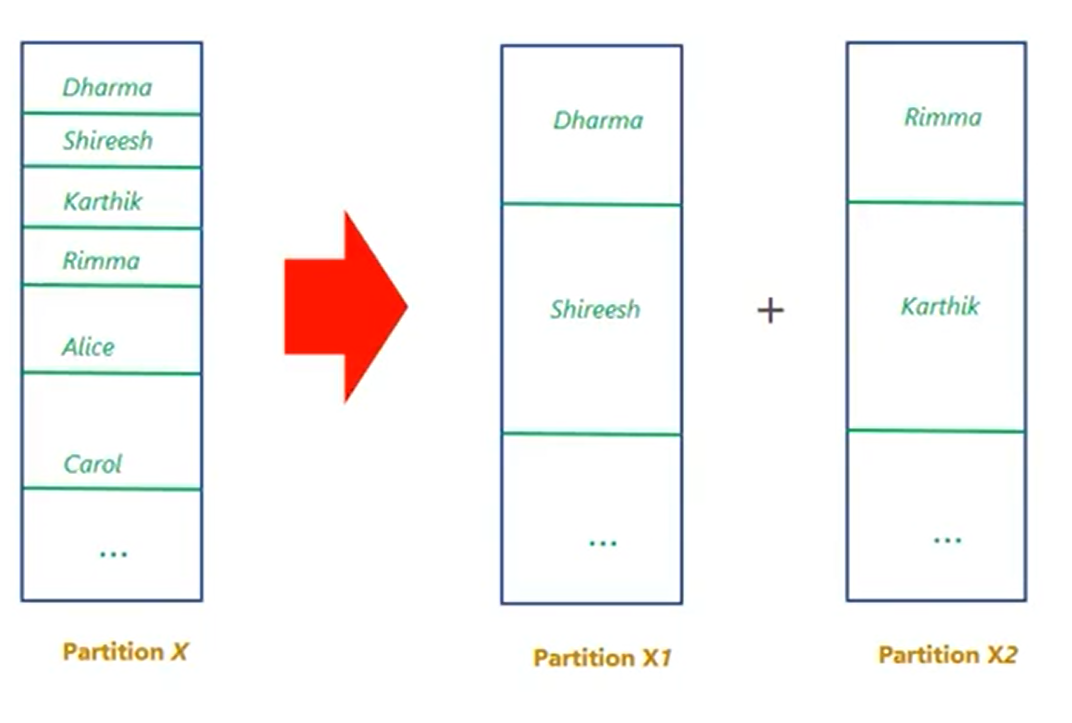 Dharma
Shireesh
Karthik
Rimma
Alice
Carol
...
Partition X
Dharma
Shireesh
...
Partition X1
+
Rimma
Karthik
...
Partition X2